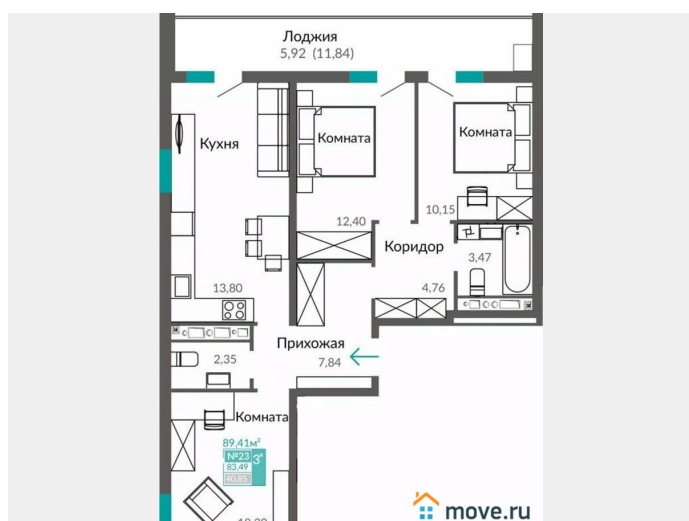 Лоджия
5,92 (11,84)
Кухня
Комната
Комната
12,40
10,15
Коридор
3,47
13,80
4,76
Прихожая
7,84
2,35
Комната
89,41м²
№23
83,49
40.85
3к
move.ru